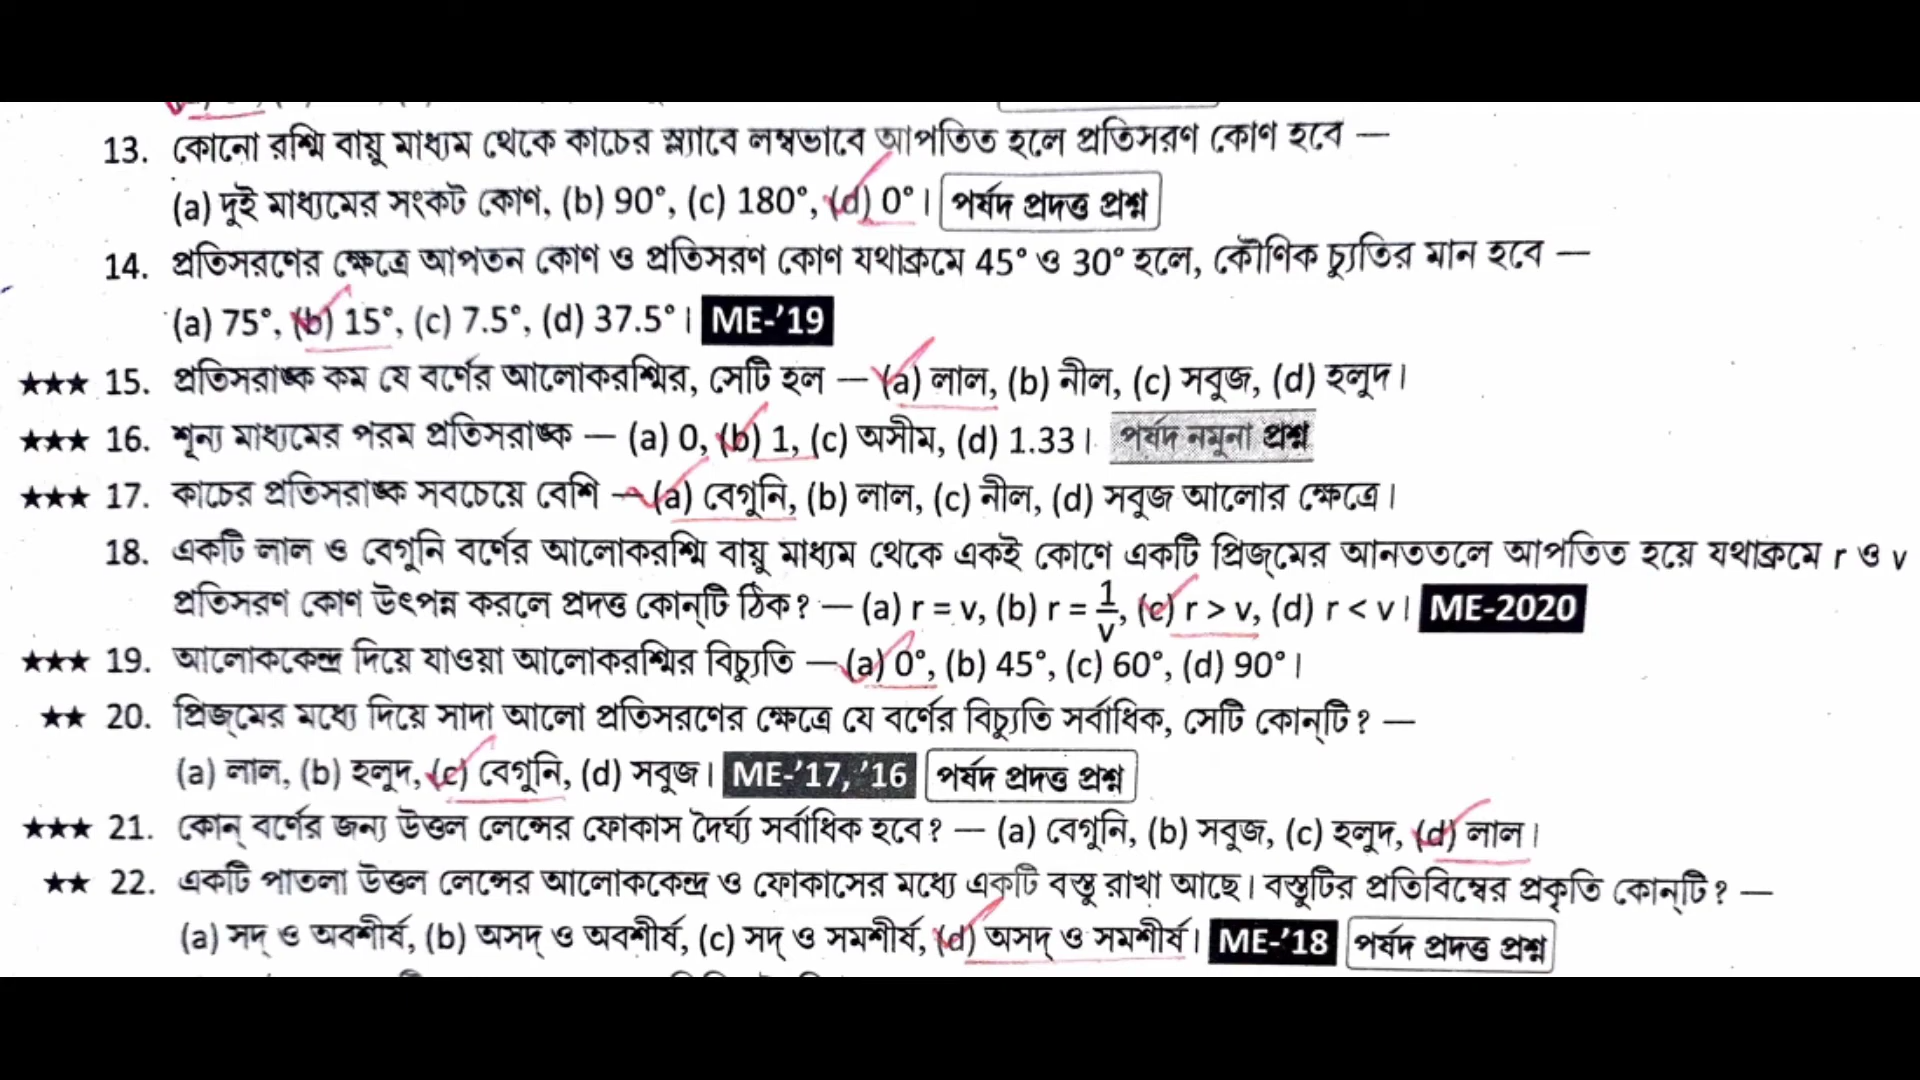 13. কোনো রশ্মি বায়ু মাধ্যম থেকে কাচের স্ল্যাবে লম্বভাবে আপতিত হলে প্রতিসরণ কোণ হবে —
(a) দুই মাধ্যমের সংকট কোণ, (b) 90°, (c) 180°, (d) 0°। পর্ষদ প্রদত্ত প্রশ্ন
14. প্রতিসরণের ক্ষেত্রে আপতন কোণ ও প্রতিসরণ কোণ যথাক্রমে 45° ও 30° হলে, কৌণিক চ্যুতির মান হবে —
(a) 75°, (b) 15°, (c) 7.5°, (d) 37.5°। ME-’19
★★★ 15. প্রতিসরাঙ্ক কম যে বর্ণের আলোকরশ্মির, সেটি হল — (a) লাল, (b) নীল, (c) সবুজ, (d) হলুদ।
★★★ 16. শূন্য মাধ্যমের পরম প্রতিসরাঙ্ক — (a) 0, (b) 1, (c) অসীম, (d) 1.33। পর্ষদ নমুনা প্রশ্ন
★★★ 17. কাচের প্রতিসরাঙ্ক সবচেয়ে বেশি — (a) বেগুনি, (b) লাল, (c) নীল, (d) সবুজ আলোর ক্ষেত্রে।
18. একটি লাল ও বেগুনি বর্ণের আলোকরশ্মি বায়ু মাধ্যম থেকে একই কোণে একটি প্রিজ্‌মের আনততলে আপতিত হয়ে যথাক্রমে r ও v
প্রতিসরণ কোণ উৎপন্ন করলে প্রদত্ত কোন্‌টি ঠিক? — (a) r = v, (b) r = 1/v, (c) r > v, (d) r < v। ME-2020
★★★ 19. আলোককেন্দ্র দিয়ে যাওয়া আলোকরশ্মির বিচ্যুতি — (a) 0°, (b) 45°, (c) 60°, (d) 90°।
★★ 20. প্রিজ্‌মের মধ্যে দিয়ে সাদা আলো প্রতিসরণের ক্ষেত্রে যে বর্ণের বিচ্যুতি সর্বাধিক, সেটি কোন্‌টি? —
(a) লাল, (b) হলুদ, (c) বেগুনি, (d) সবুজ। ME-’17, ’16 পর্ষদ প্রদত্ত প্রশ্ন
★★★ 21. কোন্ বর্ণের জন্য উত্তল লেন্সের ফোকাস দৈর্ঘ্য সর্বাধিক হবে? — (a) বেগুনি, (b) সবুজ, (c) হলুদ, (d) লাল।
★★ 22. একটি পাতলা উত্তল লেন্সের আলোককেন্দ্র ও ফোকাসের মধ্যে একটি বস্তু রাখা আছে। বস্তুটির প্রতিবিম্বের প্রকৃতি কোন্‌টি? —
(a) সদ্ ও অবশীর্ষ, (b) অসদ্ ও অবশীর্ষ, (c) সদ্ ও সমশীর্ষ, (d) অসদ্ ও সমশীর্ষ। ME-’18 পর্ষদ প্রদত্ত প্রশ্ন